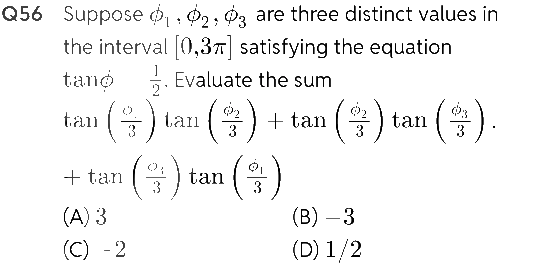 Q56 Suppose ϕ₁, ϕ₂, ϕ₃ are three distinct values in
the interval [0,3π] satisfying the equation
tanϕ 1/2. Evaluate the sum
tan (ϕ/3) tan (ϕ₂/3) + tan (ϕ₂/3) tan (ϕ₃/3).
+ tan (ϕ₃/3) tan (ϕ₁/3)
(A) 3 (B) −3
(C) -2 (D) 1/2